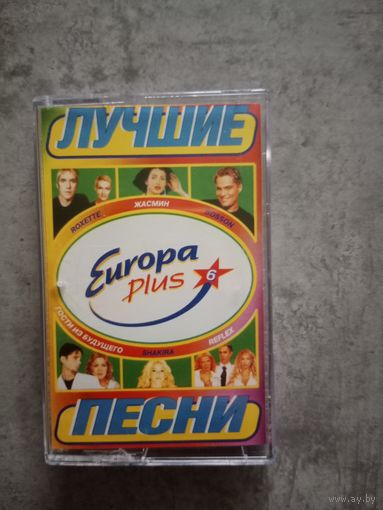 ЛУЧШИЕ
ROXETTE
ЖАСМИН
BOSSON
Europa
Plus 6
ГОСТИ ИЗ БУДУЩЕГО
SHAKIRA
REFLEX
ПЕСНИ
www.ay.by